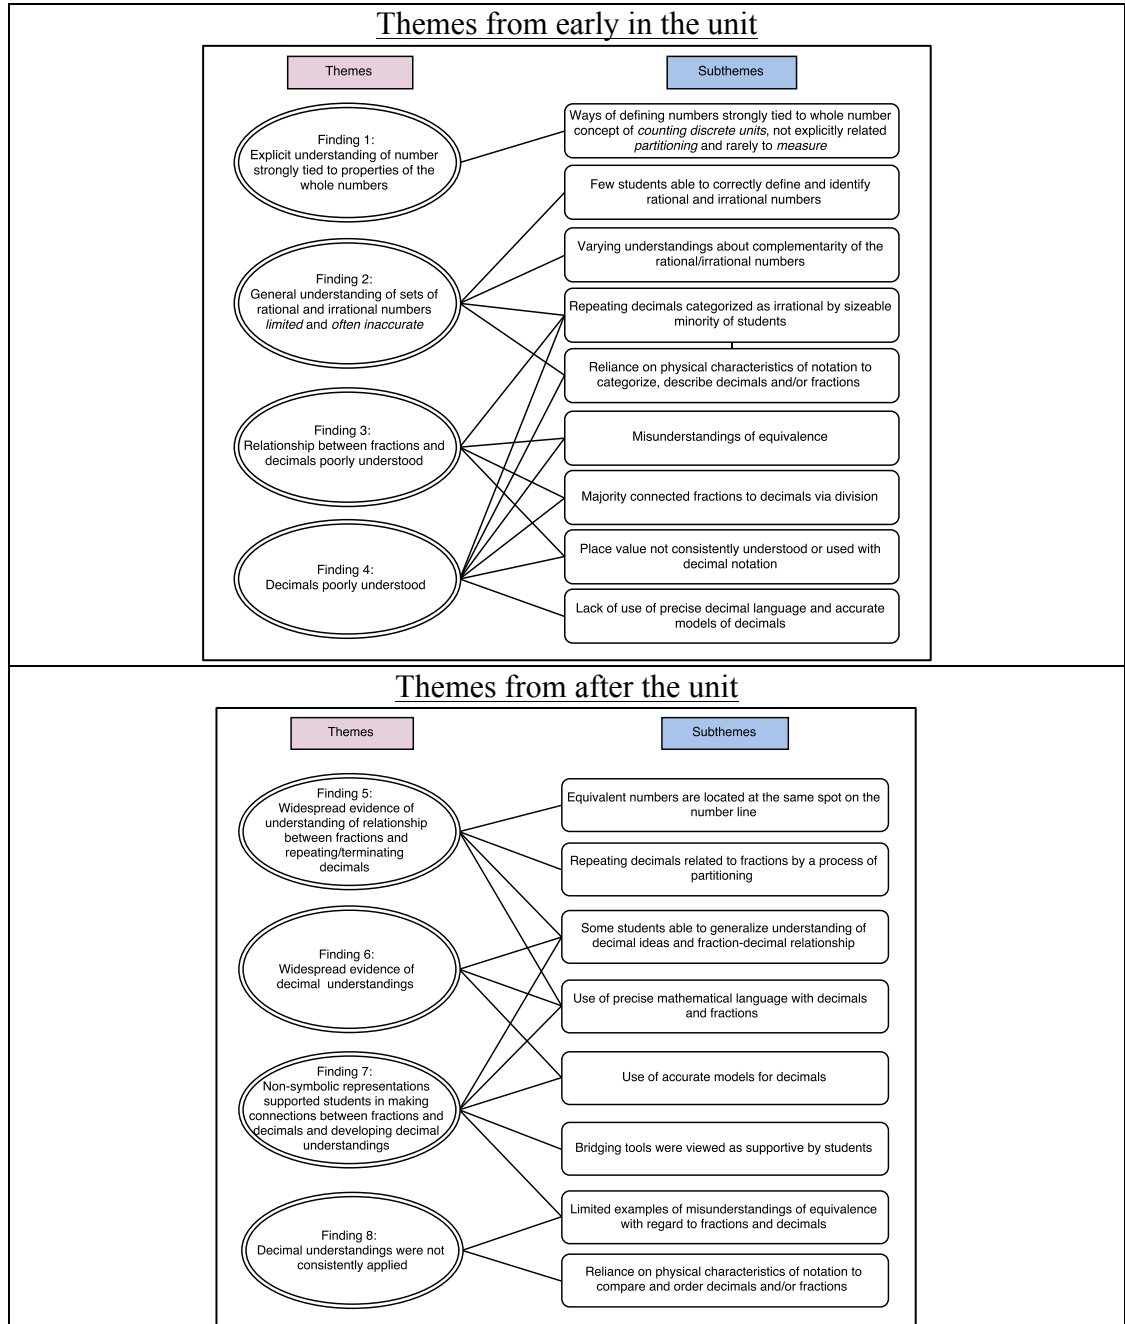 Themes from early in the unit
Themes
Subthemes
Finding 1:
Explicit understanding of number
strongly tied to properties of the
whole numbers
Ways of defining numbers strongly tied to whole number
concept of counting discrete units, not explicitly related
partitioning and rarely to measure
Few students able to correctly define and identify
rational and irrational numbers
Finding 2:
General understanding of sets of
rational and irrational numbers
limited and often inaccurate
Varying understandings about complementarity of the
rational/irrational numbers
Repeating decimals categorized as irrational by sizeable
minority of students
Reliance on physical characteristics of notation to
categorize, describe decimals and/or fractions
Finding 3:
Relationship between fractions and
decimals poorly understood
Misunderstandings of equivalence
Majority connected fractions to decimals via division
Finding 4:
Decimals poorly understood
Place value not consistently understood or used with
decimal notation
Lack of use of precise decimal language and accurate
models of decimals
Themes from after the unit
Themes
Subthemes
Finding 5:
Widespread evidence of
understanding of relationship
between fractions and
repeating/terminating
decimals
Equivalent numbers are located at the same spot on the
number line
Repeating decimals related to fractions by a process of
partitioning
Some students able to generalize understanding of
decimal ideas and fraction-decimal relationship
Finding 6:
Widespread evidence of
decimal understandings
Use of precise mathematical language with decimals
and fractions
Use of accurate models for decimals
Finding 7:
Non-symbolic representations
supported students in making
connections between fractions and
decimals and developing decimal
understandings
Bridging tools were viewed as supportive by students
Limited examples of misunderstandings of equivalence
with regard to fractions and decimals
Finding 8:
Decimal understandings were not
consistently applied
Reliance on physical characteristics of notation to
compare and order decimals and/or fractions